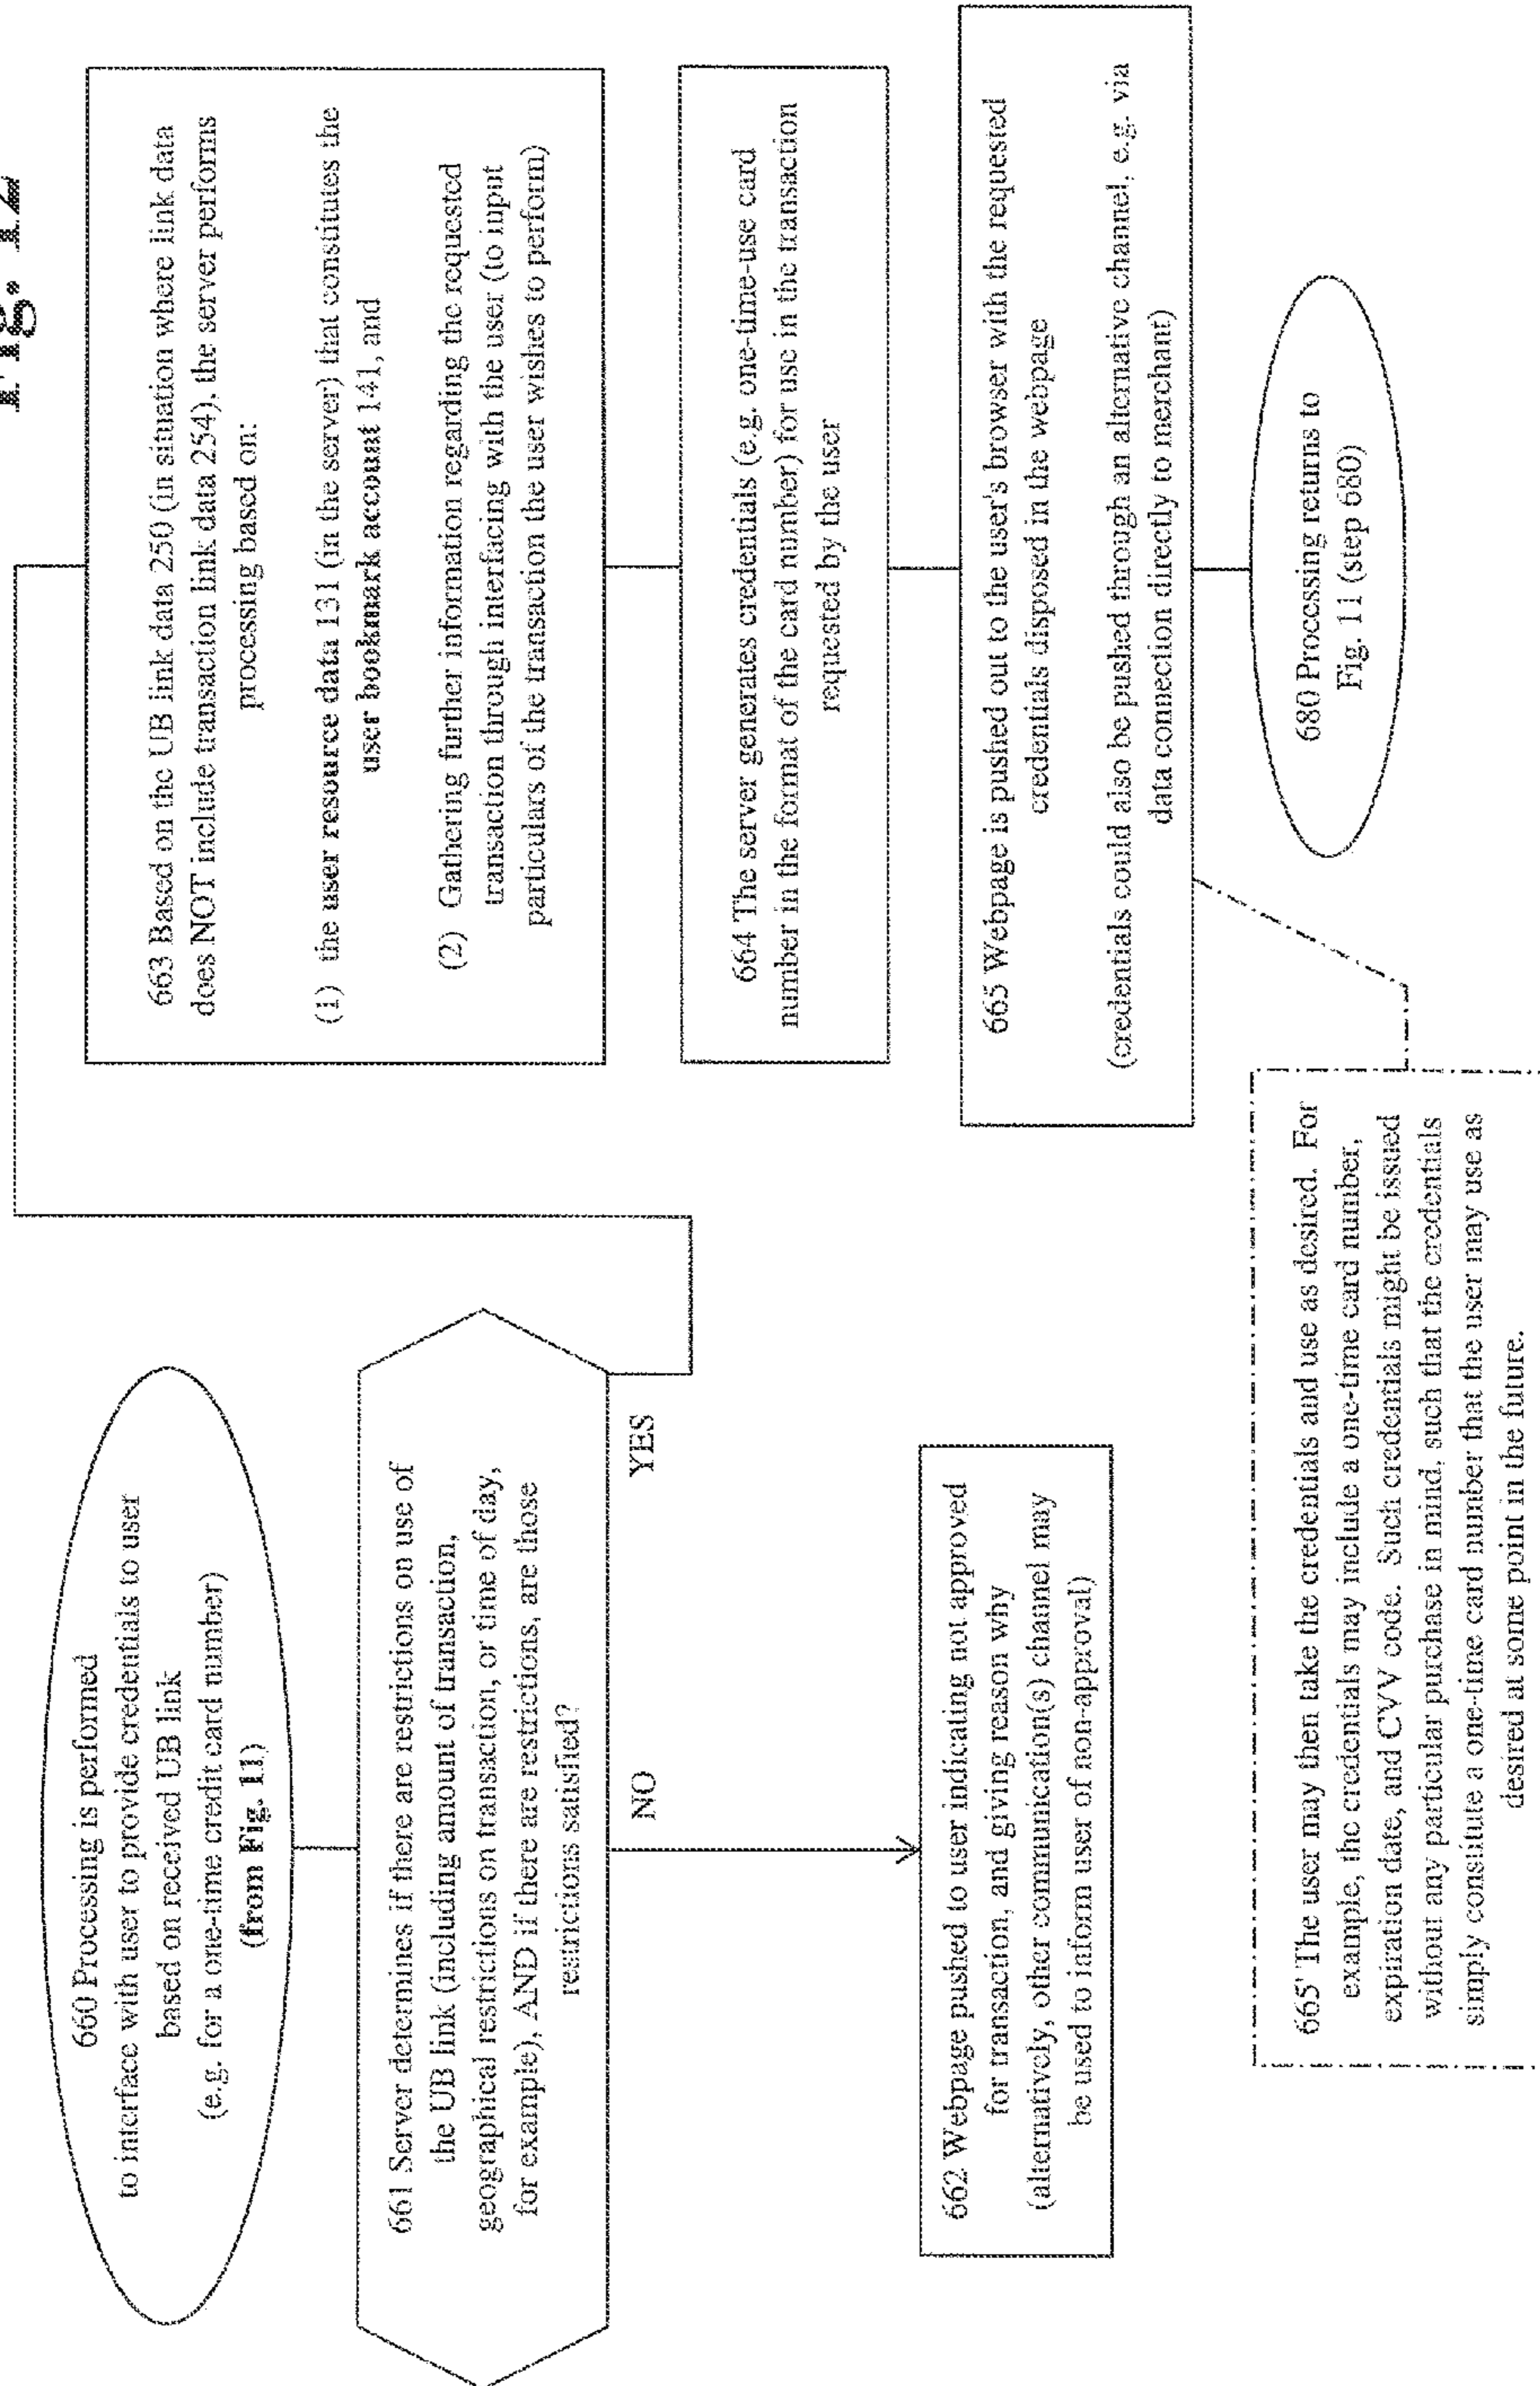 Fig. 12
660 Processing is performed
to interface with user to provide credentials to user
based on received UB link
(e.g. for a one-time credit card number)
(from Fig. 11)
661 Server determines if there are restrictions on use of
the UB link (including amount of transaction,
geographical restrictions on transaction, or time of day,
for example), AND if there are restrictions, are those
restrictions satisfied?
NO
YES
662 Webpage pushed to user indicating not approved
for transaction, and giving reason why
(alternatively, other communication(s) channel may
be used to inform user of non-approval)
663 Based on the UB link data 250 (in situation where link data
does NOT include transaction link data 254), the server performs
processing based on:
(1) the user resource data 131 (in the server) that constitutes the
user bookmark account 141, and
(2) Gathering further information regarding the requested
transaction through interfacing with the user (to input
particulars of the transaction the user wishes to perform)
664 The server generates credentials (e.g. one-time-use card
number in the format of the card number) for use in the transaction
requested by the user
665 Webpage is pushed out to the user's browser with the requested
credentials disposed in the webpage
(credentials could also be pushed through an alternative channel, e.g. via
data connection directly to merchant)
680 Processing returns to
Fig. 11 (step 680)
665' The user may then take the credentials and use as desired. For
example, the credentials may include a one-time card number,
expiration date, and CVV code. Such credentials might be issued
without any particular purchase in mind, such that the credentials
simply constitute a one-time card number that the user may use as
desired at some point in the future.